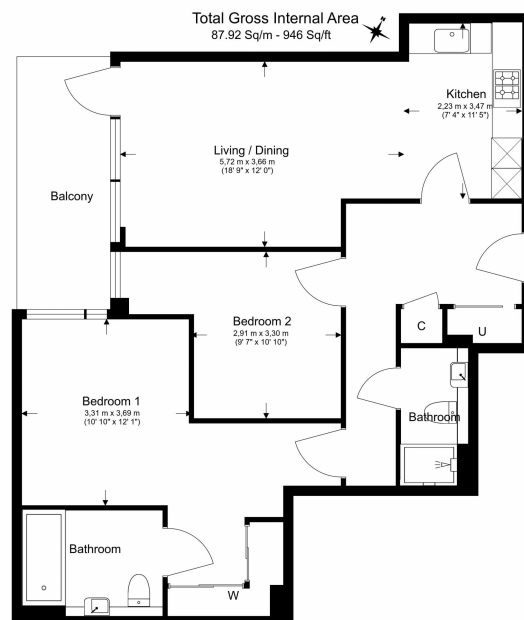 Total Gross Internal Area
87.92 Sq/m - 946 Sq/ft
Kitchen
2,23 m x 3,47 m
(7' 4" x 11' 5")
Living / Dining
5,72 m x 3,66 m
(18' 9" x 12' 0")
Balcony
Bedroom 2
2,91 m x 3,30 m
(9' 7" x 10' 10")
C
U
Bedroom 1
3,31 m x 3,69 m
(10' 10" x 12' 1")
Bathroom
Bathroom
W